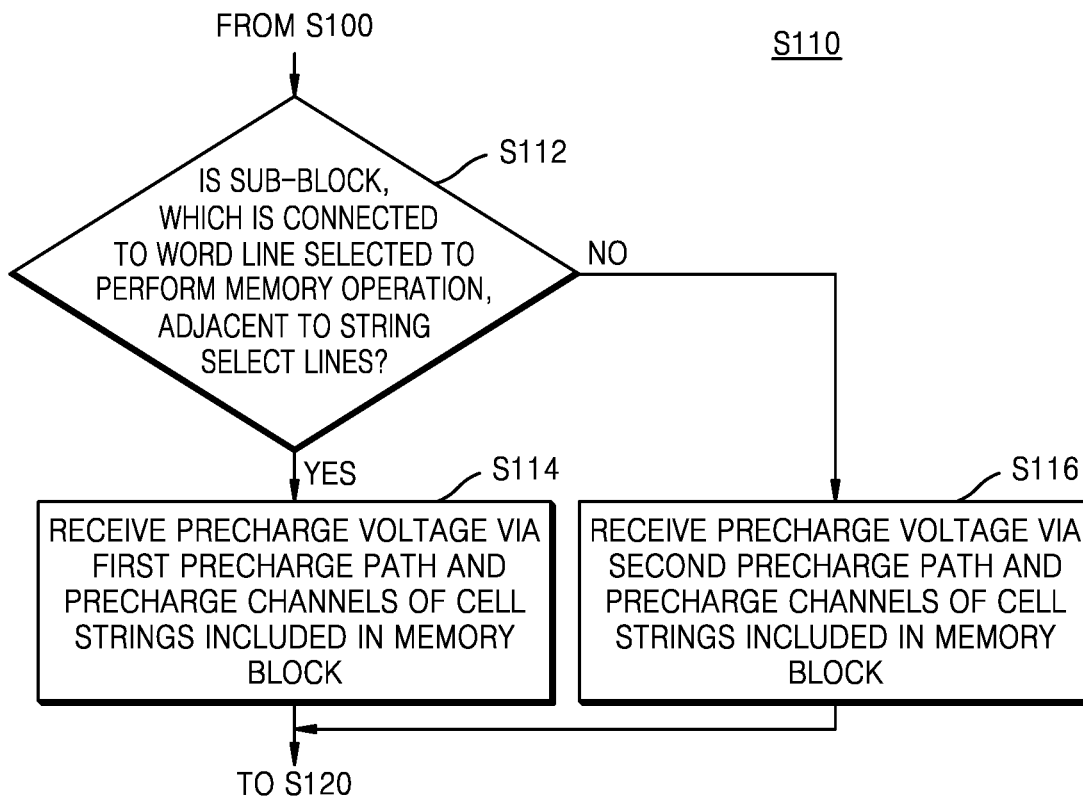 FROM S100
S110
S112
IS SUB-BLOCK,
WHICH IS CONNECTED
TO WORD LINE SELECTED TO
PERFORM MEMORY OPERATION,
ADJACENT TO STRING
SELECT LINES?
NO
YES
S114
RECEIVE PRECHARGE VOLTAGE VIA
FIRST PRECHARGE PATH AND
PRECHARGE CHANNELS OF CELL
STRINGS INCLUDED IN MEMORY
BLOCK
S116
RECEIVE PRECHARGE VOLTAGE VIA
SECOND PRECHARGE PATH AND
PRECHARGE CHANNELS OF CELL
STRINGS INCLUDED IN MEMORY
BLOCK
TO S120